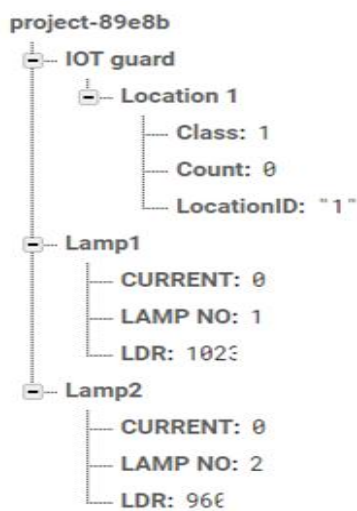 project-89e8b
IOT guard
Location 1
Class: 1
Count: 0
LocationID: "1"
Lamp1
CURRENT: 0
LAMP NO: 1
LDR: 1023
Lamp2
CURRENT: 0
LAMP NO: 2
LDR: 966